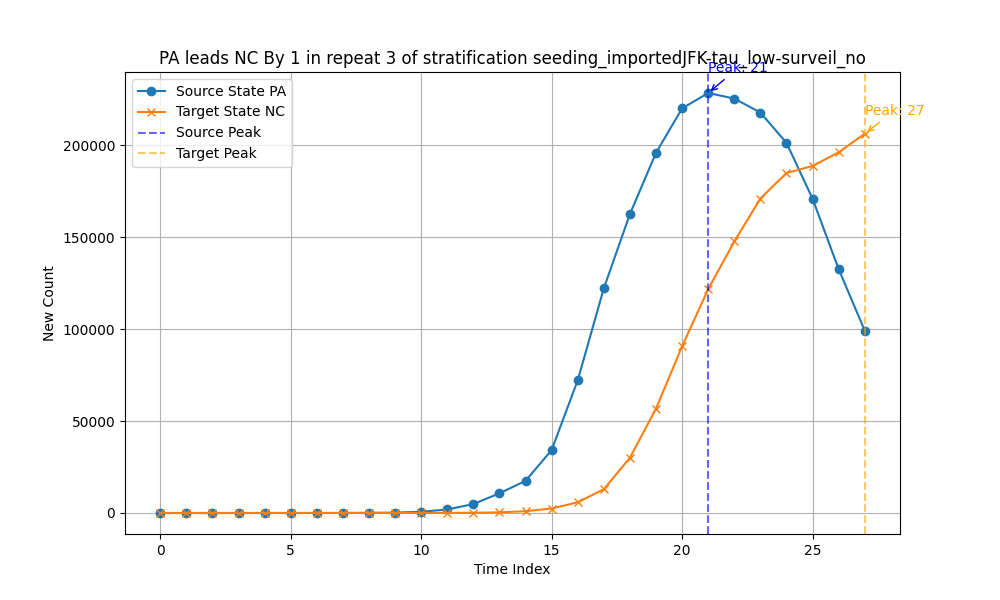 PA leads NC By 1 in repeat 3 of stratification seeding_importedJFK-tau_low-surveil_no
Peak: 21
Source State PA
Target State NC
Source Peak
Target Peak
Peak: 27
New Count
200000
150000
100000
50000
0
0 5 10 15 20 25
Time Index